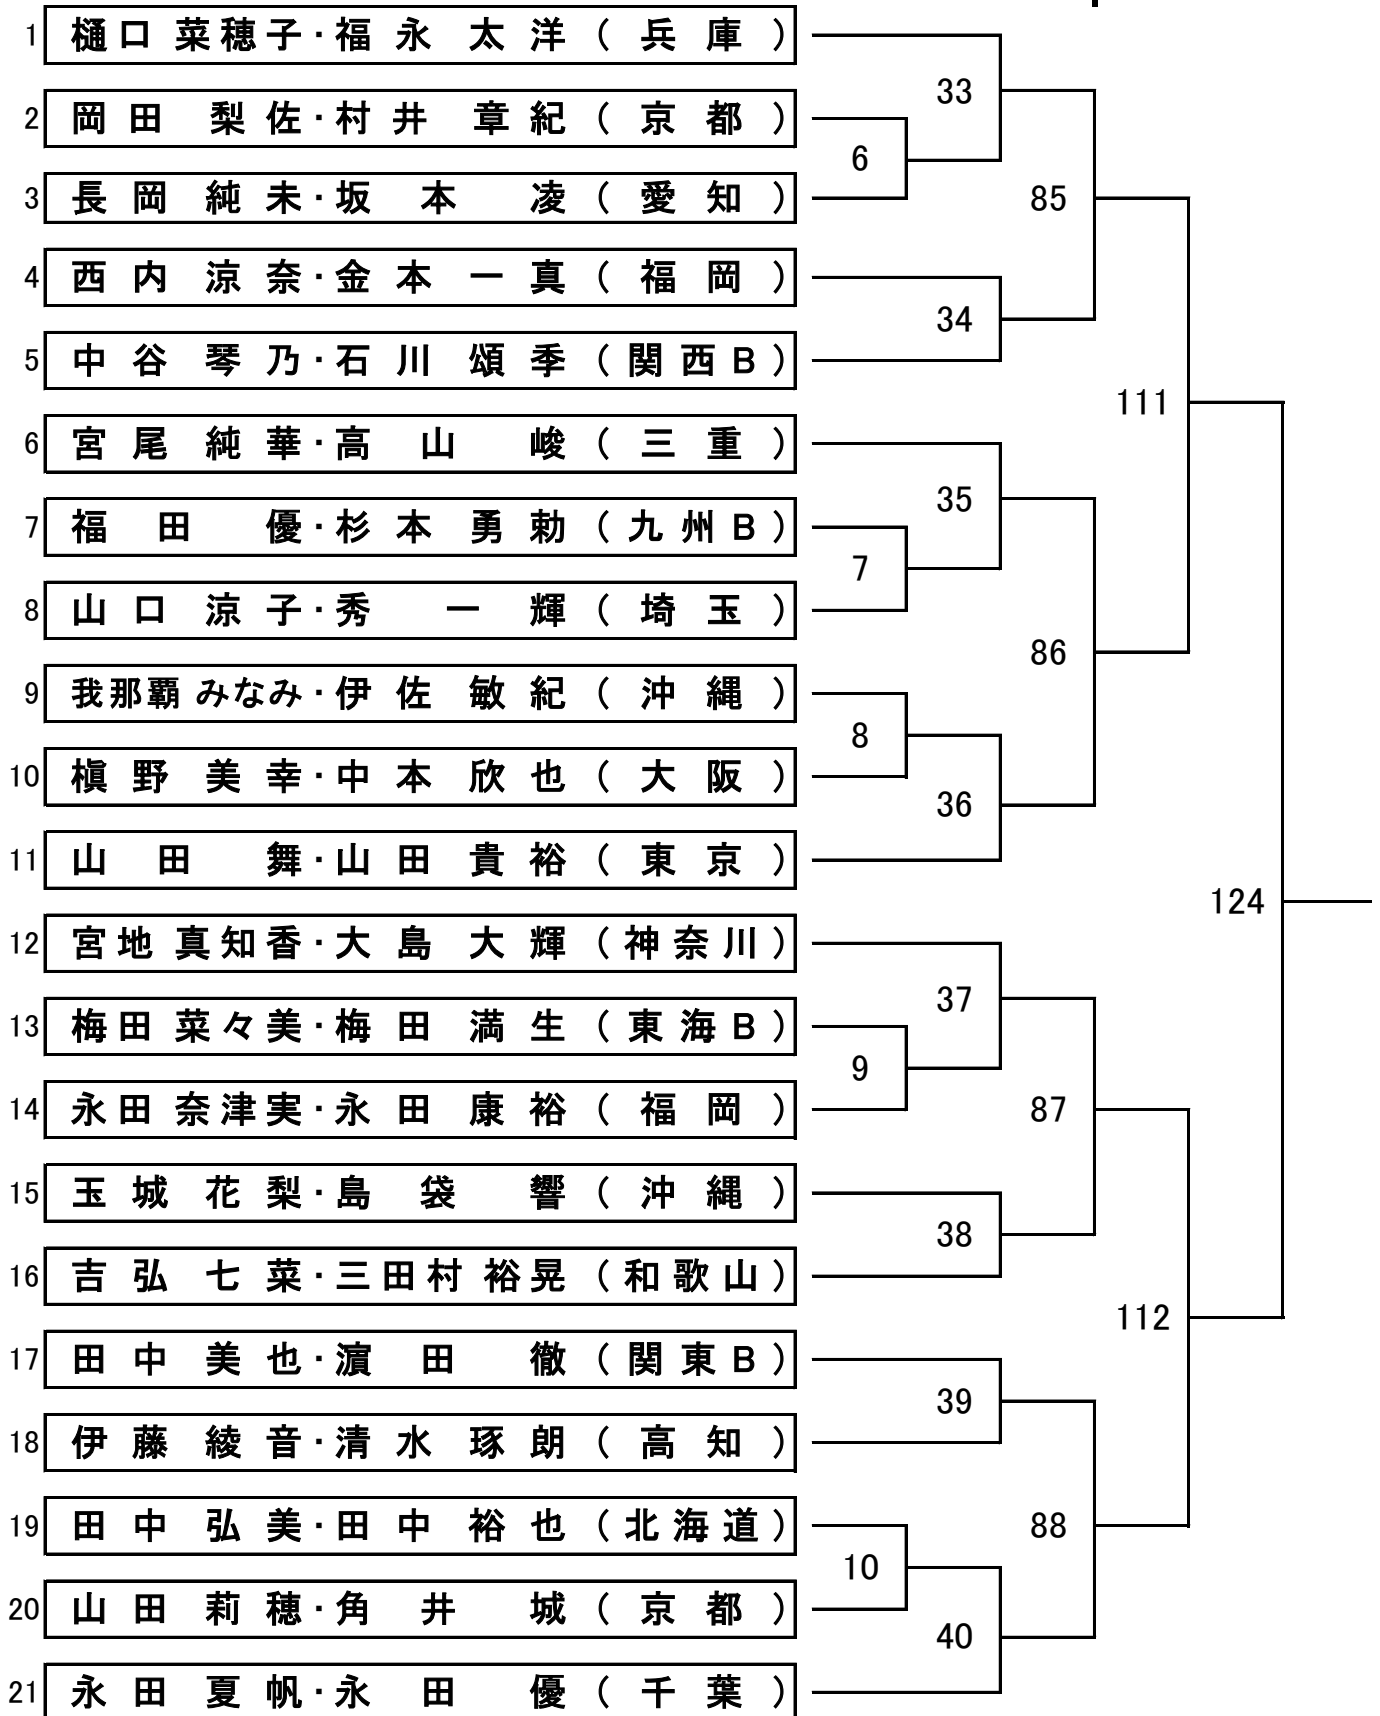 1 樋口 菜穂子・福永 太洋 (兵庫)
33
2 岡田 梨佐・村井 章紀 (京都)
6
3 長岡 純未・坂本 凌 (愛知)
85
4 西内 涼奈・金本 一真 (福岡)
34
5 中谷 琴乃・石川 頌季 (関西B)
111
6 宮尾 純華・高山 峻 (三重)
35
7 福田 優・杉本 勇勅 (九州B)
7
8 山口 涼子・秀 一輝 (埼玉)
86
9 我那覇 みなみ・伊佐 敏紀 (沖縄)
8
10 槇野 美幸・中本 欣也 (大阪)
36
11 山田 舞・山田 貴裕 (東京)
124
12 宮地 真知香・大島 大輝 (神奈川)
37
13 梅田 菜々美・梅田 満生 (東海B)
9
14 永田 奈津実・永田 康裕 (福岡)
87
15 玉城 花梨・島袋 響 (沖縄)
38
16 吉弘 七菜・三田村 裕晃 (和歌山)
112
17 田中 美也・濵田 徹 (関東B)
39
18 伊藤 綾音・清水 琢朗 (高知)
19 田中 弘美・田中 裕也 (北海道)
88
10
20 山田 莉穂・角井 城 (京都)
40
21 永田 夏帆・永田 優 (千葉)